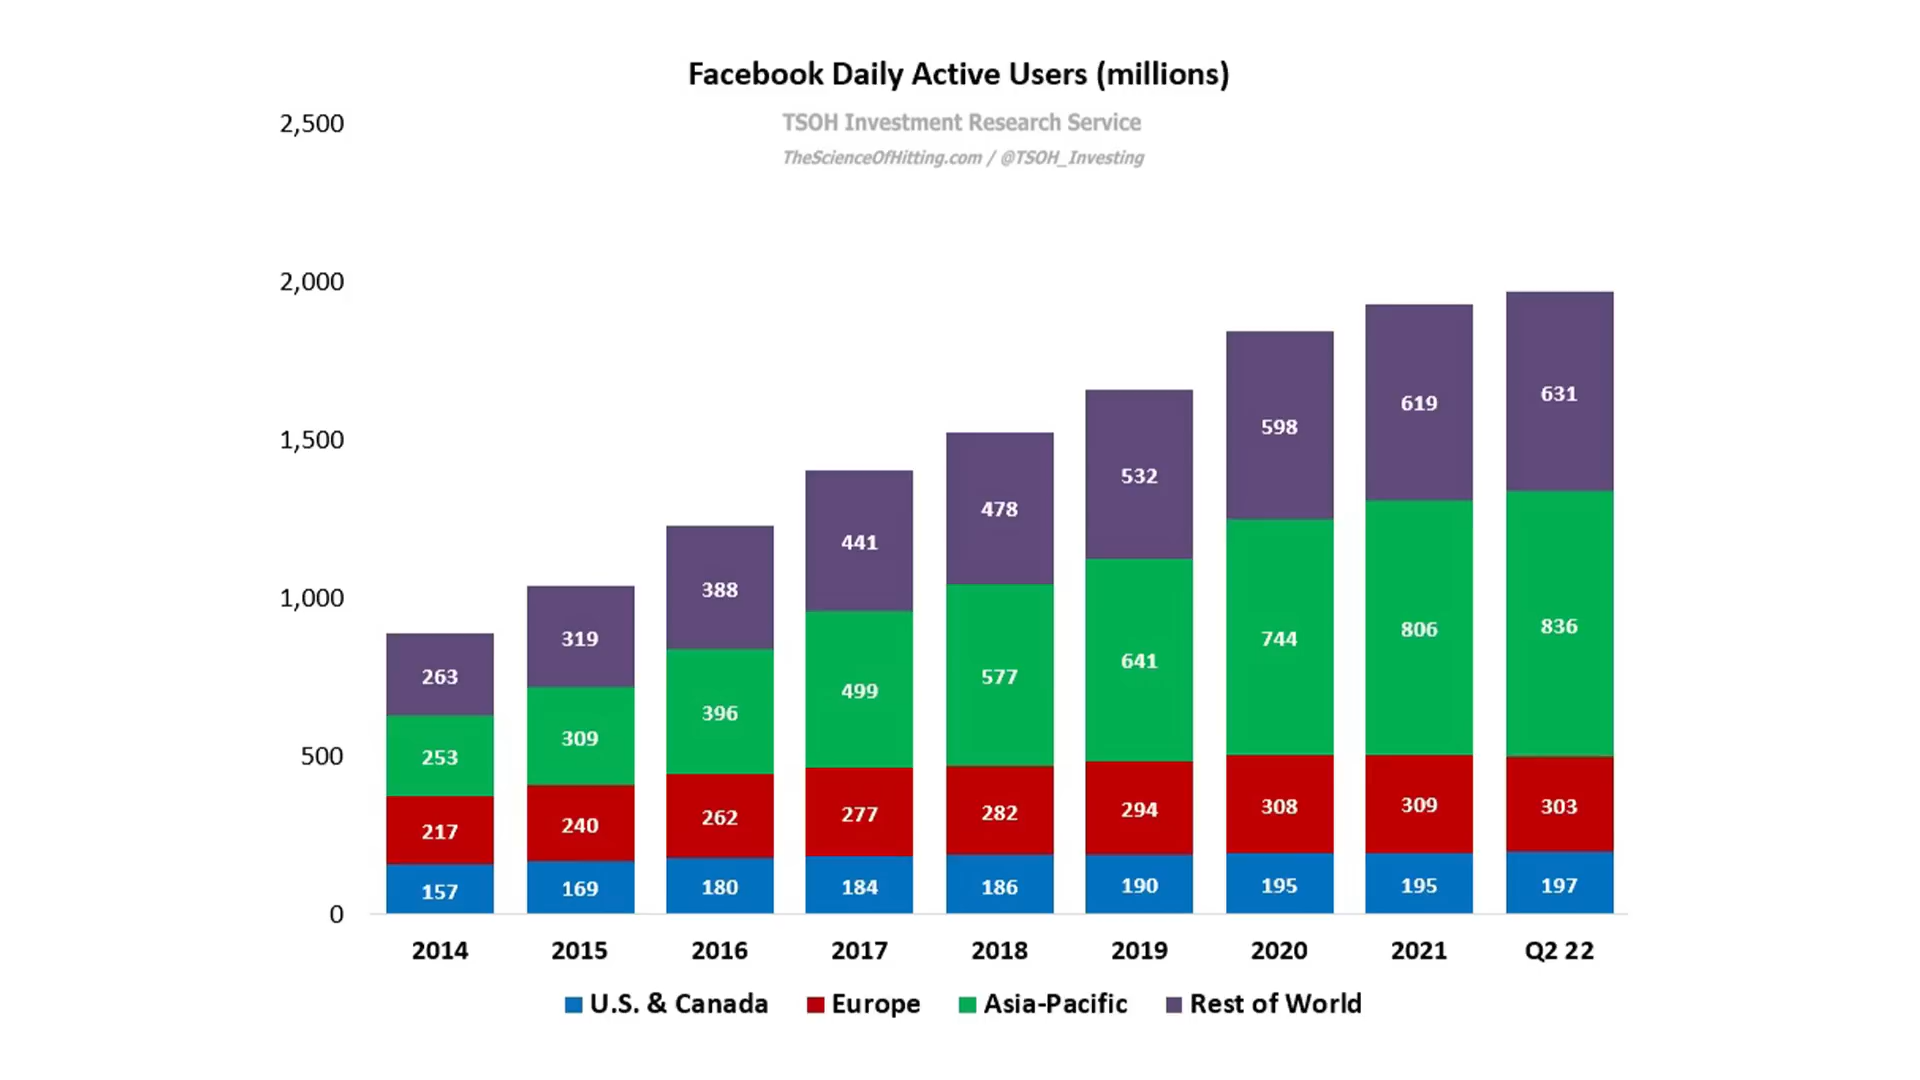 Facebook Daily Active Users (millions)
TSOH Investment Research Service
TheScienceOfHitting.com / @TSOH_Investing
2,500
2,000
1,500
1,000
500
0
263 319 388 441 478 532 598 619 631
253 309 396 499 577 641 744 806 836
217 240 262 277 282 294 308 309 303
157 169 180 184 186 190 195 195 197
2014 2015 2016 2017 2018 2019 2020 2021 Q2 22
U.S. & Canada Europe Asia-Pacific Rest of World